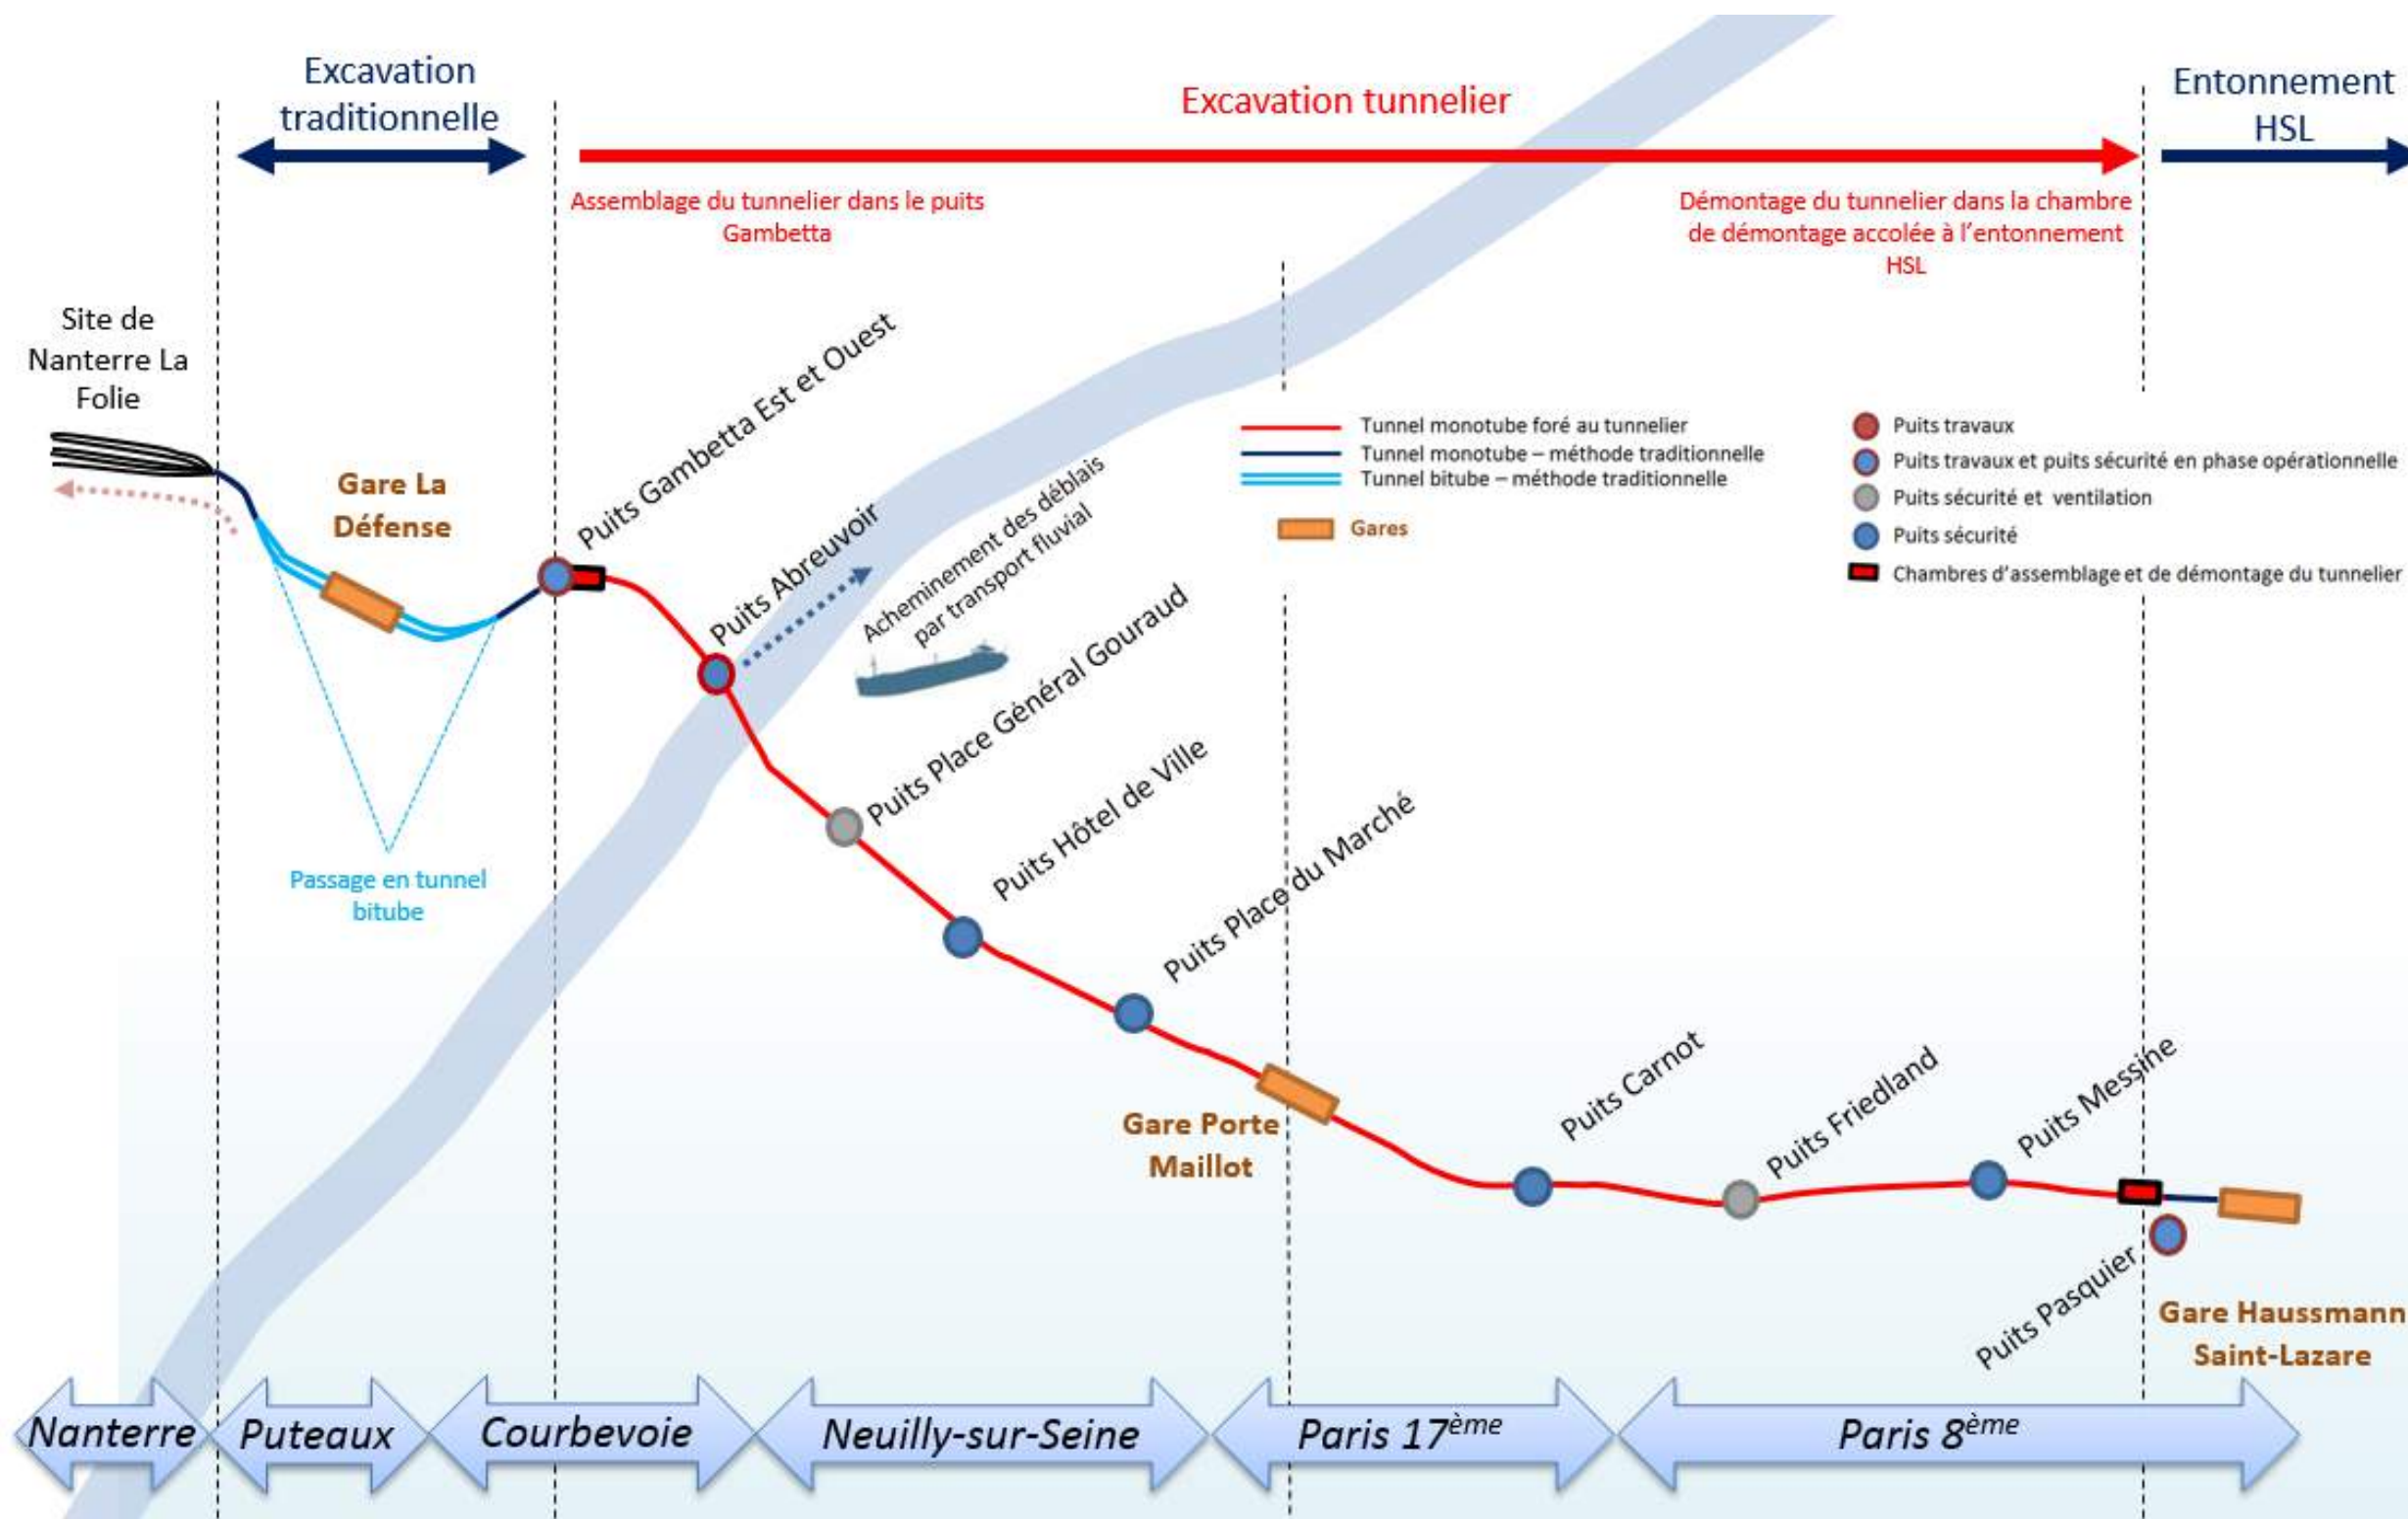 Excavation
traditionnelle
Excavation tunnelier
Entonnement
HSL
Assemblage du tunnelier dans le puits
Gambetta
Démontage du tunnelier dans la chambre
de démontage accolée à l'entonnement
HSL
Site de
Nanterre La
Folie
Gare La
Défense
Puits Gambetta Est et Ouest
Puits Abreuvoir
Acheminement des déblais
par transport fluvial
Tunnel monotube foré au tunnelier
Tunnel monotube – méthode traditionnelle
Tunnel bitube – méthode traditionnelle
Gares
Puits travaux
Puits travaux et puits sécurité en phase opérationnelle
Puits sécurité et ventilation
Puits sécurité
Chambres d'assemblage et de démontage du tunnelier
Puits Place Général Gouraud
Puits Hôtel de Ville
Puits Place du Marché
Passage en tunnel
bitube
Gare Porte
Maillot
Puits Carnot
Puits Friedland
Puits Messine
Puits Pasquier
Gare Haussmann
Saint-Lazare
Nanterre
Puteaux
Courbevoie
Neuilly-sur-Seine
Paris 17ème
Paris 8ème